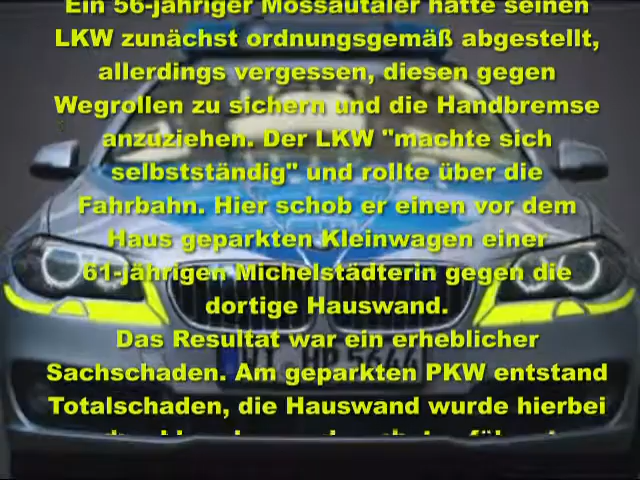 Ein 56-jähriger Mossautaler hatte seinen
LKW zunächst ordnungsgemäß abgestellt,
allerdings vergessen, diesen gegen
Wegrollen zu sichern und die Handbremse
anzuziehen. Der LKW "machte sich
selbstständig" und rollte über die
Fahrbahn. Hier schob er einen vor dem
Haus geparkten Kleinwagen einer
61-jährigen Michelstädterin gegen die
dortige Hauswand.
Das Resultat war ein erheblicher
Sachschaden. Am geparkten PKW entstand
Totalschaden, die Hauswand wurde hierbei